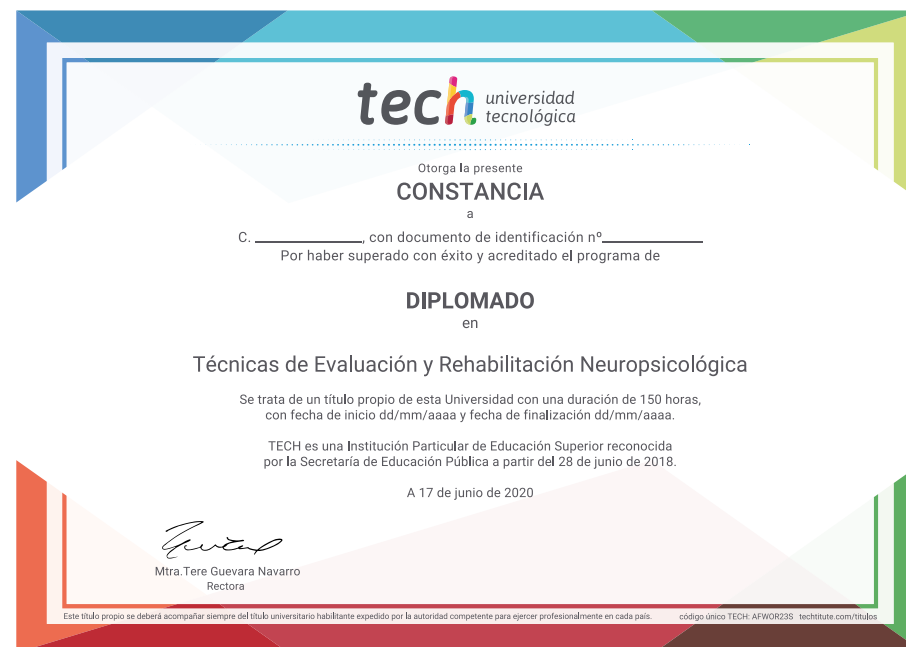 tech universidad
tecnológica
Otorga la presente
CONSTANCIA
a
C. ____________, con documento de identificación nº____________
Por haber superado con éxito y acreditado el programa de
DIPLOMADO
en
Técnicas de Evaluación y Rehabilitación Neuropsicológica
Se trata de un título propio de esta Universidad con una duración de 150 horas,
con fecha de inicio dd/mm/aaaa y fecha de finalización dd/mm/aaaa.
TECH es una Institución Particular de Educación Superior reconocida
por la Secretaría de Educación Pública a partir del 28 de junio de 2018.
A 17 de junio de 2020
Mtra.Tere Guevara Navarro
Rectora
Este título propio se deberá acompañar siempre del título universitario habilitante expedido por la autoridad competente para ejercer profesionalmente en cada país. código único TECH: AFWOR23S techtitute.com/titulos